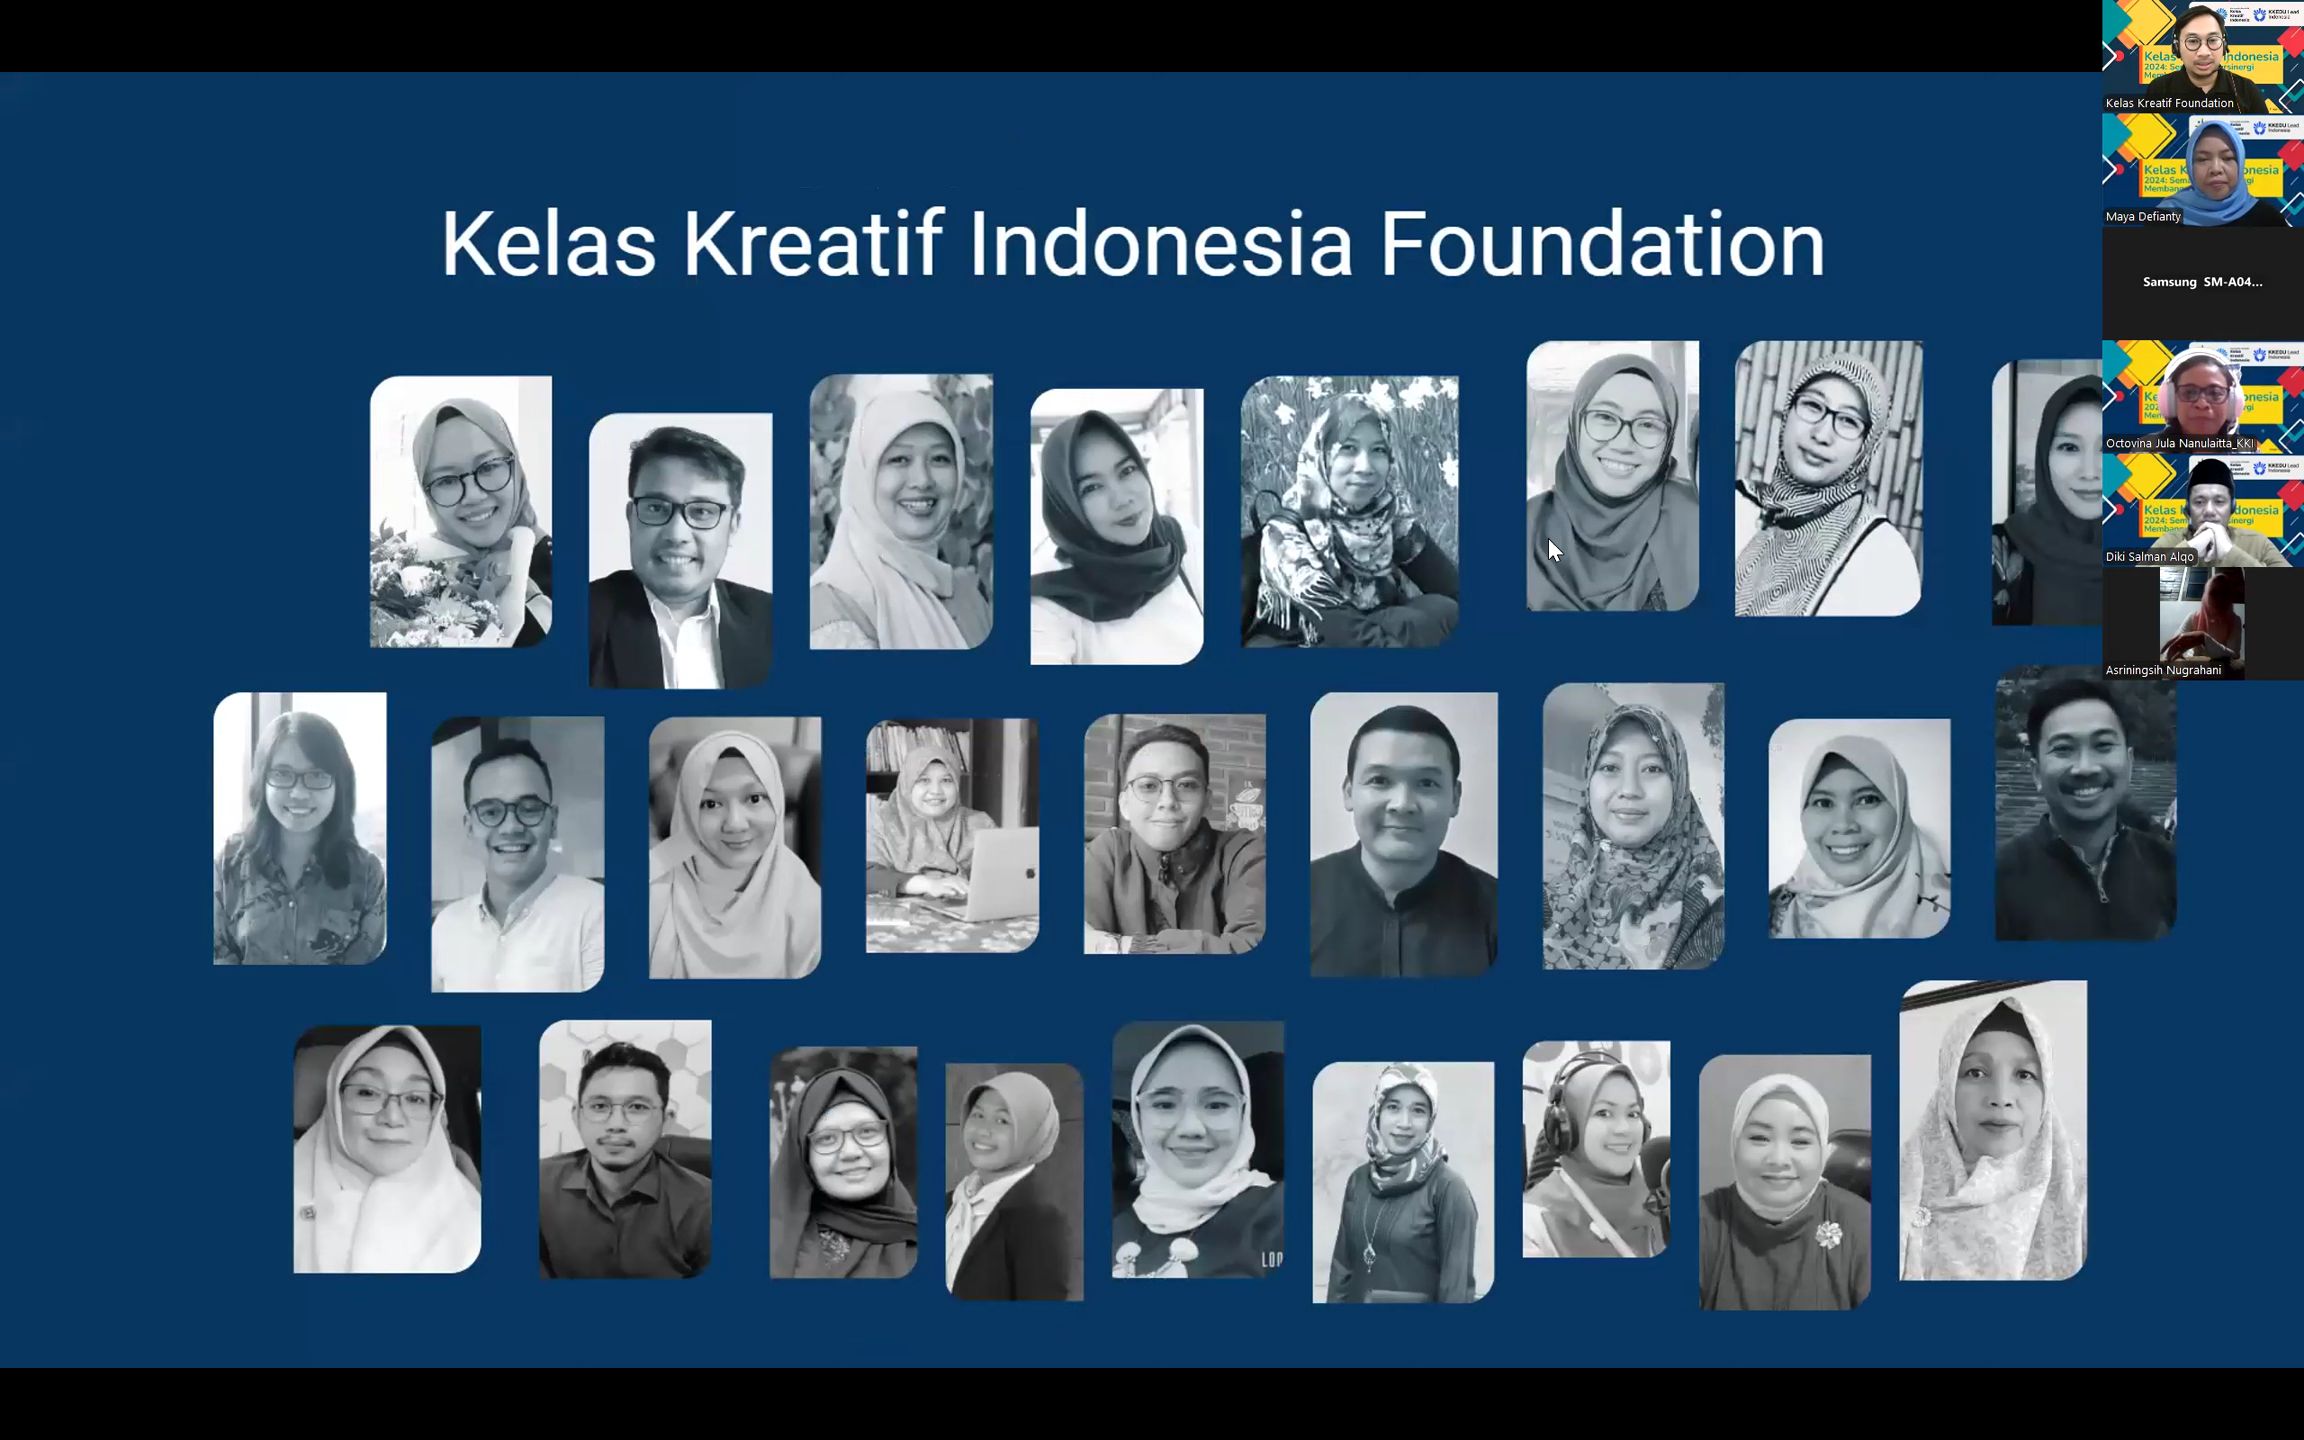 Kelas Kreatif Indonesia Foundation
Kelas Kreatif Foundation
Maya Defianty
Samsung SM-A04...
Octovina Jula Nanulaitta_KKI
Diki Salman Alqo
Asriningsih Nugrahani